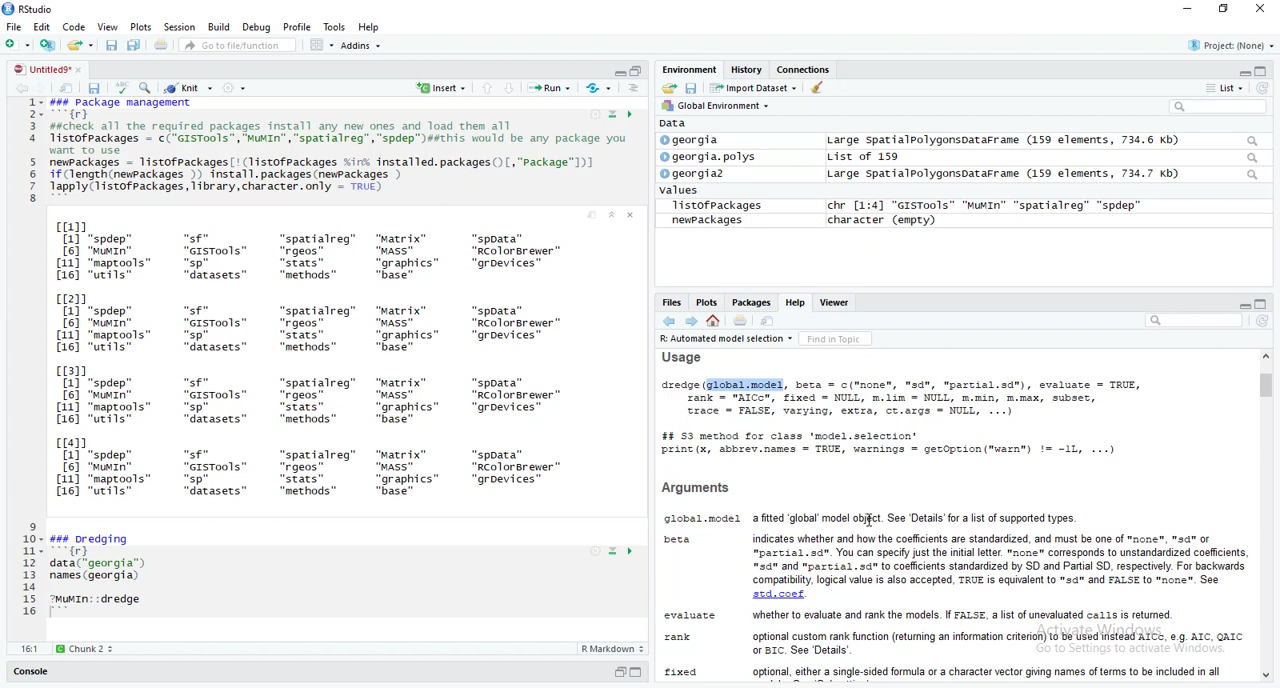 RStudio
File Edit Code View Plots Session Build Debug Profile Tools Help
Go to file/function Addins Project: (None)
Untitled9*
Knit Insert Run
1 ### Package management
2 ```{r}
3 ##check all the required packages install any new ones and load them all
4 listOfPackages = c("GISTools","MuMIn","spatialreg","spdep")##this would be any package you
want to use
5 newPackages = listOfPackages[!(listOfPackages %in% installed.packages()[,"Package"])]
6 if(length(newPackages )) install.packages(newPackages )
7 lapply(listOfPackages,library,character.only = TRUE)
8 ```
[[1]]
[1] "spdep" "sf" "spatialreg" "Matrix" "spData"
[6] "MuMIn" "GISTools" "rgeos" "MASS" "RColorBrewer"
[11] "maptools" "sp" "stats" "graphics" "grDevices"
[16] "utils" "datasets" "methods" "base"
[[2]]
[1] "spdep" "sf" "spatialreg" "Matrix" "spData"
[6] "MuMIn" "GISTools" "rgeos" "MASS" "RColorBrewer"
[11] "maptools" "sp" "stats" "graphics" "grDevices"
[16] "utils" "datasets" "methods" "base"
[[3]]
[1] "spdep" "sf" "spatialreg" "Matrix" "spData"
[6] "MuMIn" "GISTools" "rgeos" "MASS" "RColorBrewer"
[11] "maptools" "sp" "stats" "graphics" "grDevices"
[16] "utils" "datasets" "methods" "base"
[[4]]
[1] "spdep" "sf" "spatialreg" "Matrix" "spData"
[6] "MuMIn" "GISTools" "rgeos" "MASS" "RColorBrewer"
[11] "maptools" "sp" "stats" "graphics" "grDevices"
[16] "utils" "datasets" "methods" "base"
9
10 ### Dredging
11 ```{r}
12 data("georgia")
13 names(georgia)
14
15 ?MuMIn::dredge
16 ```
16:1 Chunk 2 R Markdown
Console
Environment History Connections
Import Dataset List
Global Environment
Data
georgia Large SpatialPolygonsDataFrame (159 elements, 734.6 Kb)
georgia.polys List of 159
georgia2 Large SpatialPolygonsDataFrame (159 elements, 734.7 Kb)
Values
listOfPackages chr [1:4] "GISTools" "MuMIn" "spatialreg" "spdep"
newPackages character (empty)
Files Plots Packages Help Viewer
R: Automated model selection Find in Topic
Usage
dredge(global.model, beta = c("none", "sd", "partial.sd"), evaluate = TRUE,
rank = "AICc", fixed = NULL, m.lim = NULL, m.min, m.max, subset,
trace = FALSE, varying, extra, ct.args = NULL, ...)
## S3 method for class 'model.selection'
print(x, abbrev.names = TRUE, warnings = getOption("warn") != -1L, ...)
Arguments
global.model a fitted 'global' model object. See 'Details' for a list of supported types.
beta indicates whether and how the coefficients are standardized, and must be one of "none", "sd" or
"partial.sd". You can specify just the initial letter. "none" corresponds to unstandardized coefficients,
"sd" and "partial.sd" to coefficients standardized by SD and Partial SD, respectively. For backwards
compatibility, logical value is also accepted, TRUE is equivalent to "sd" and FALSE to "none". See
std.coef.
evaluate whether to evaluate and rank the models. If FALSE, a list of unevaluated calls is returned.
rank optional custom rank function (returning an information criterion) to be used instead AICc, e.g. AIC, QAIC
or BIC. See 'Details'.
fixed optional, either a single-sided formula or a character vector giving names of terms to be included in all
Activate Windows
Go to Settings to activate Windows.